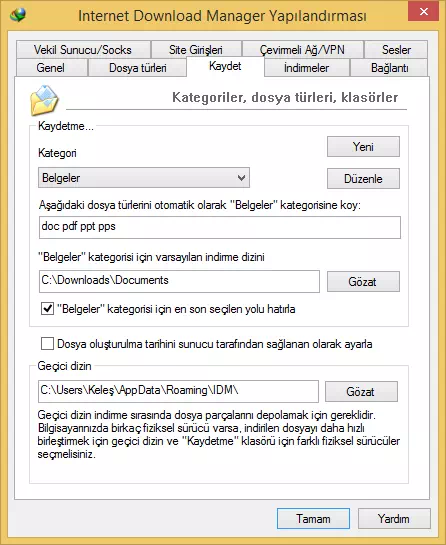 Internet Download Manager Yapılandırması
Vekil Sunucu/Socks Site Girişleri Çevirmeli Ağ/VPN Sesler
Genel Dosya türleri Kaydet İndirmeler Bağlantı
Kategoriler, dosya türleri, klasörler
Kaydetme...
Yeni
Kategori
Belgeler Düzenle
Aşağıdaki dosya türlerini otomatik olarak "Belgeler" kategorisine koy:
doc pdf ppt pps
"Belgeler" kategorisi için varsayılan indirme dizini
C:\Downloads\Documents Gözat
"Belgeler" kategorisi için en son seçilen yolu hatırla
Dosya oluşturulma tarihini sunucu tarafından sağlanan olarak ayarla
Geçici dizin
C:\Users\Keleş\AppData\Roaming\IDM\ Gözat
Geçici dizin indirme sırasında dosya parçalarını depolamak için gereklidir.
Bilgisayarınızda birkaç fiziksel sürücü varsa, indirilen dosyayı daha hızlı
birleştirmek için geçici dizin ve "Kaydetme" klasörü için farklı fiziksel sürücüler
seçmelisiniz.
Tamam Yardım